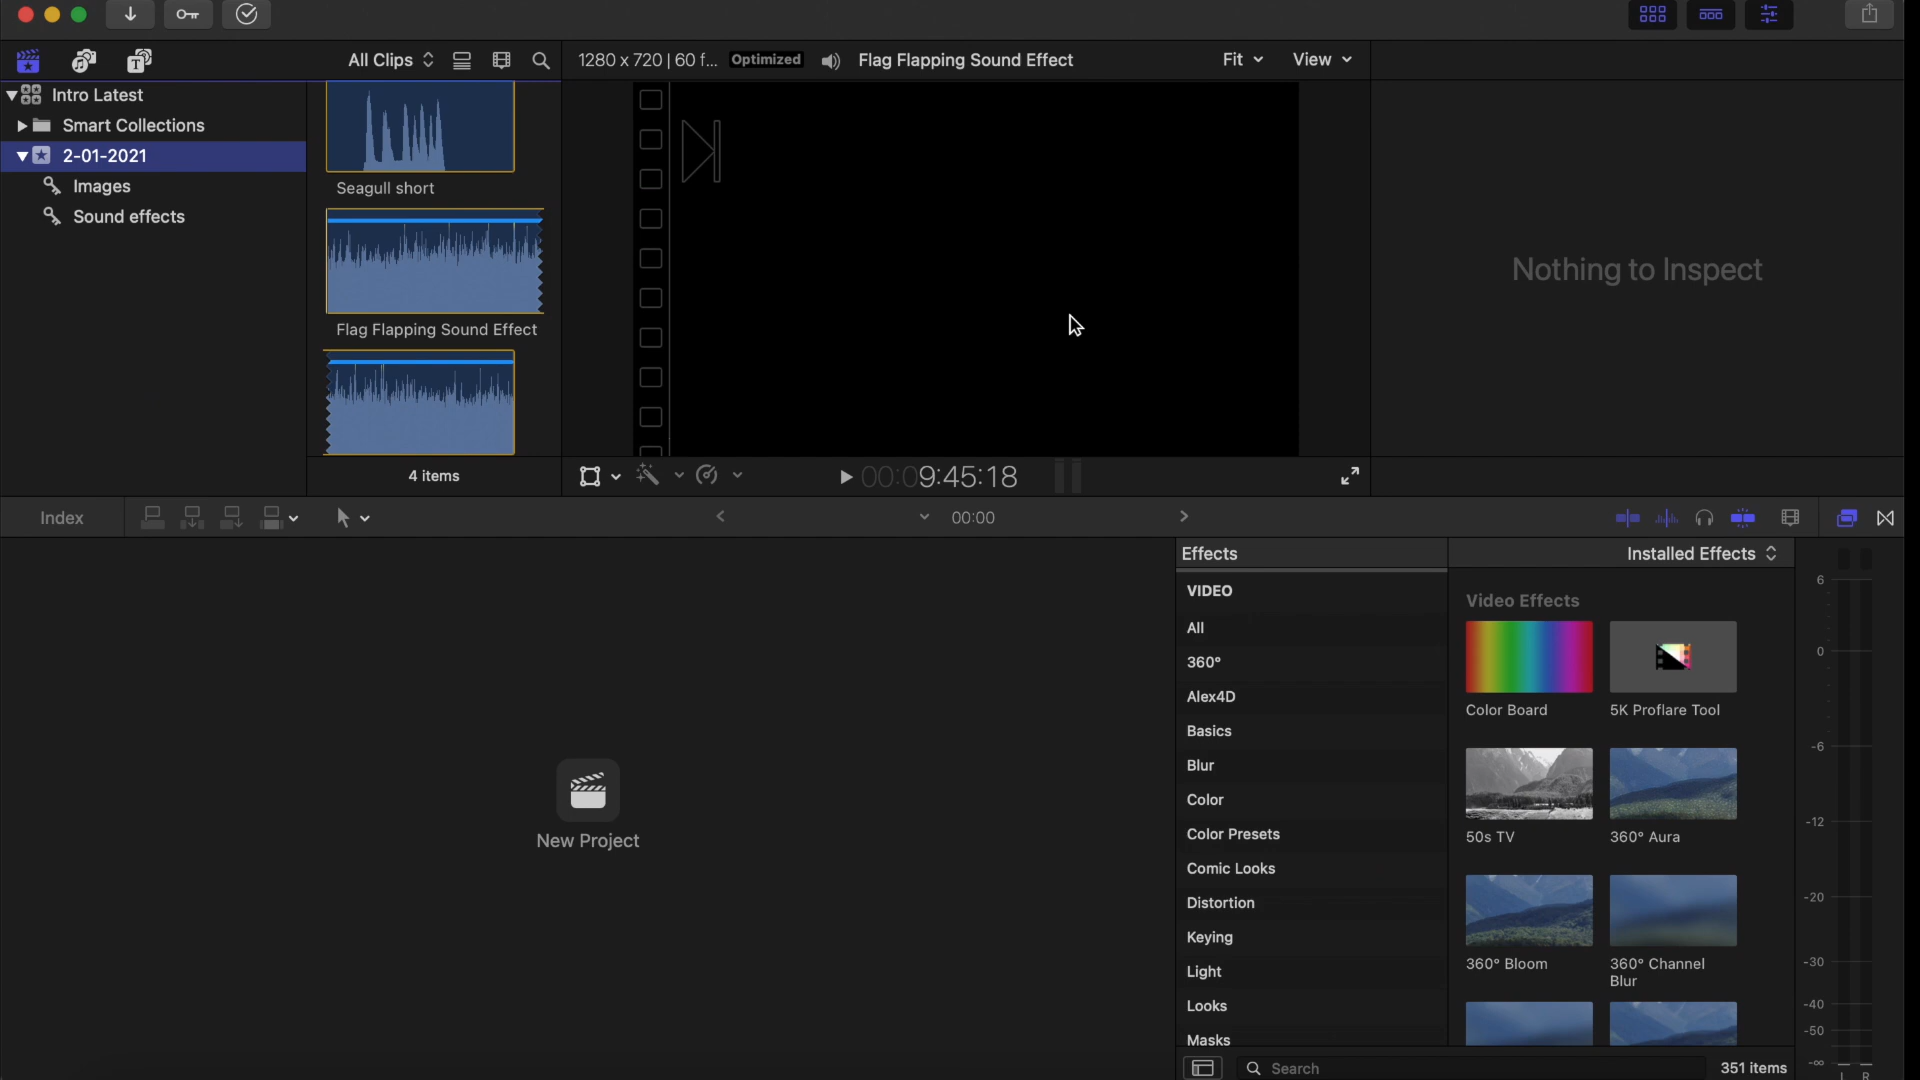 All Clips
1280 x 720 | 60 f... Optimized Flag Flapping Sound Effect
Fit
View
Intro Latest
Smart Collections
2-01-2021
Images
Sound effects
Seagull short
Flag Flapping Sound Effect
4 items
Nothing to Inspect
00:09:45:18
Index
00:00
New Project
Effects
Installed Effects
VIDEO
All
360°
Alex4D
Basics
Blur
Color
Color Presets
Comic Looks
Distortion
Keying
Light
Looks
Masks
Video Effects
Color Board
5K Proflare Tool
50s TV
360° Aura
360° Bloom
360° Channel
Blur
Search
351 items
6
0
-6
-12
-20
-30
-40
-50
-∞
L R